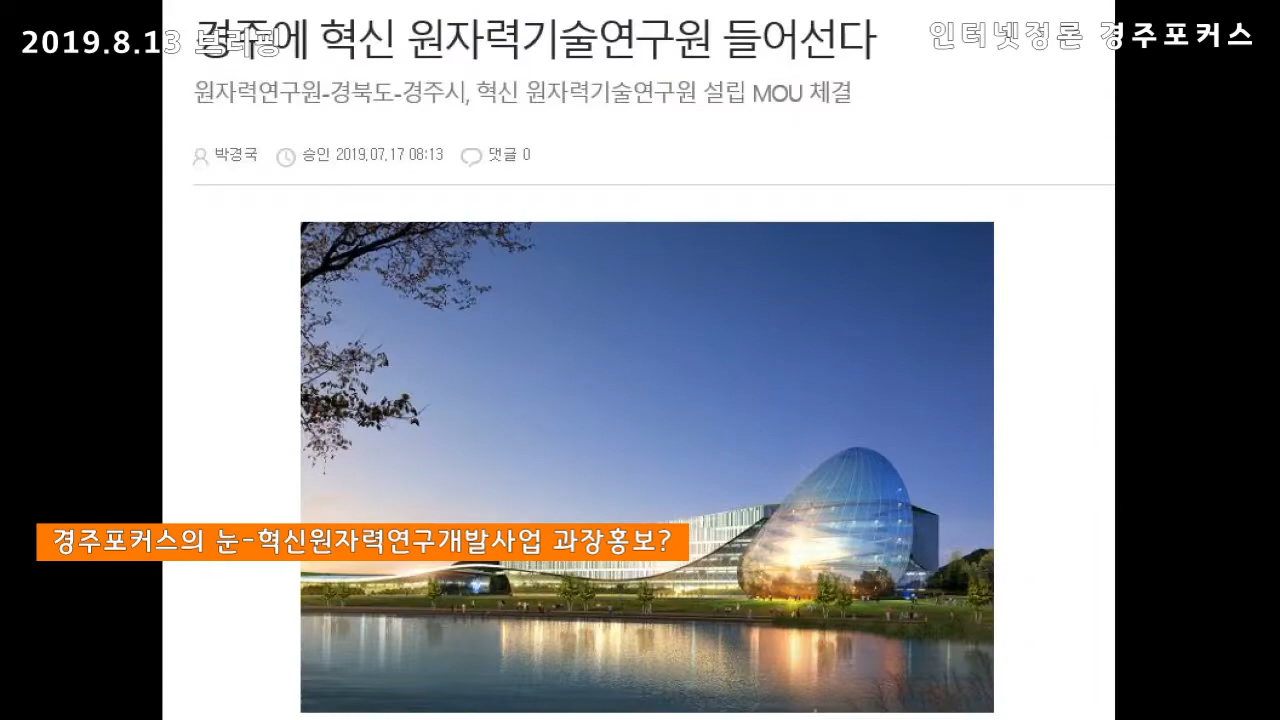 2019.8.13 브리핑
인터넷정론 경주포커스
경주에 혁신 원자력기술연구원 들어선다
원자력연구원-경북도-경주시, 혁신 원자력기술연구원 설립 MOU 체결
박경국 승인 2019.07.17 08:13 댓글 0
경주포커스의 눈-혁신원자력연구개발사업 과장홍보?